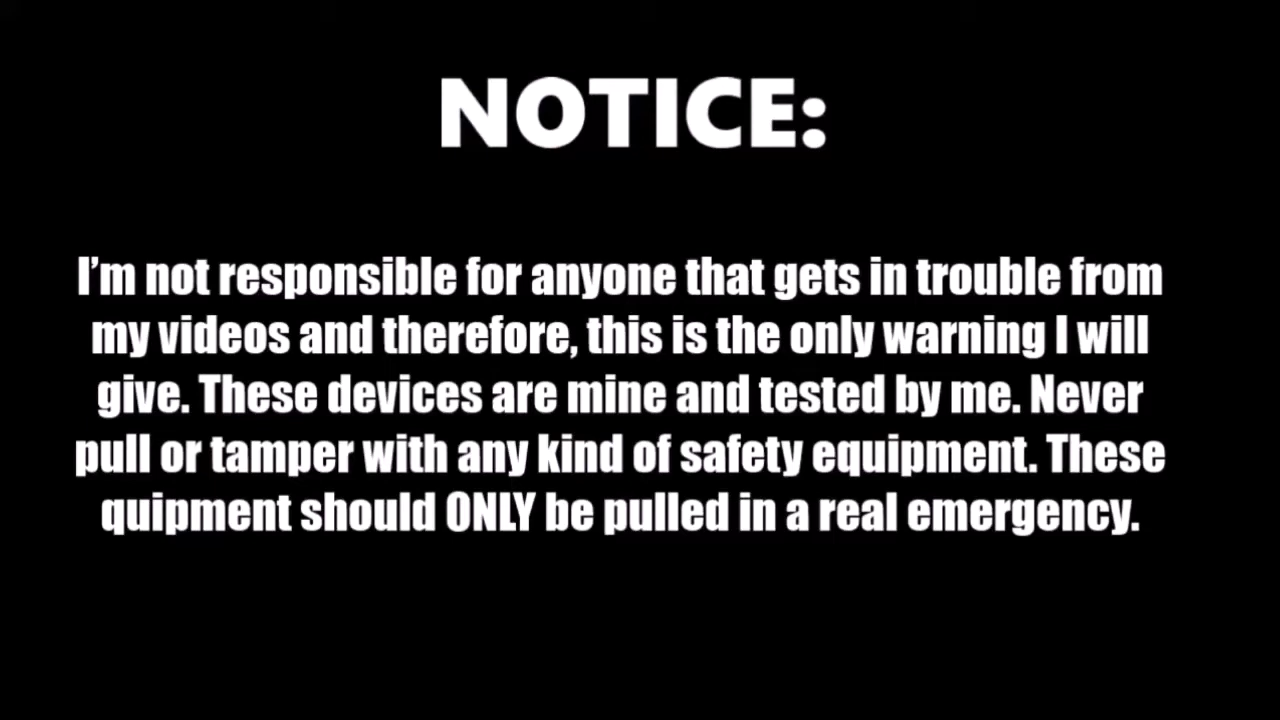 NOTICE:
I'm not responsible for anyone that gets in trouble from
my videos and therefore, this is the only warning I will
give. These devices are mine and tested by me. Never
pull or tamper with any kind of safety equipment. These
quipment should ONLY be pulled in a real emergency.